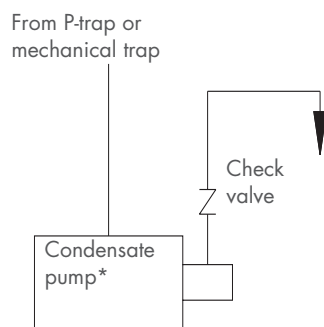 From P-trap or
mechanical trap
Check
valve
Condensate
pump*